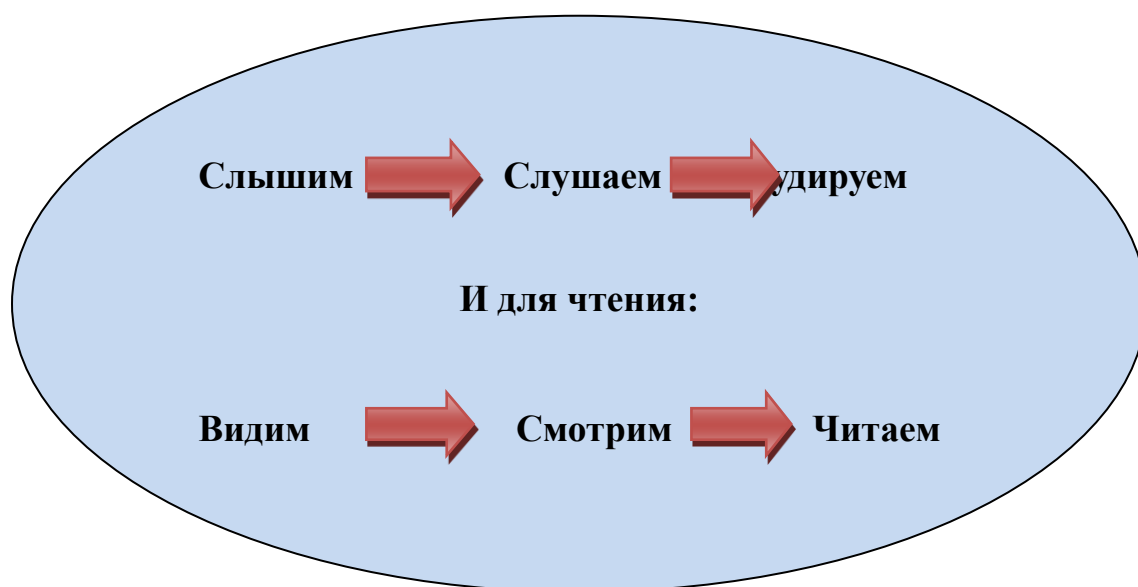 Слышим Слушаем удируем
И для чтения:
Видим Смотрим Читаем